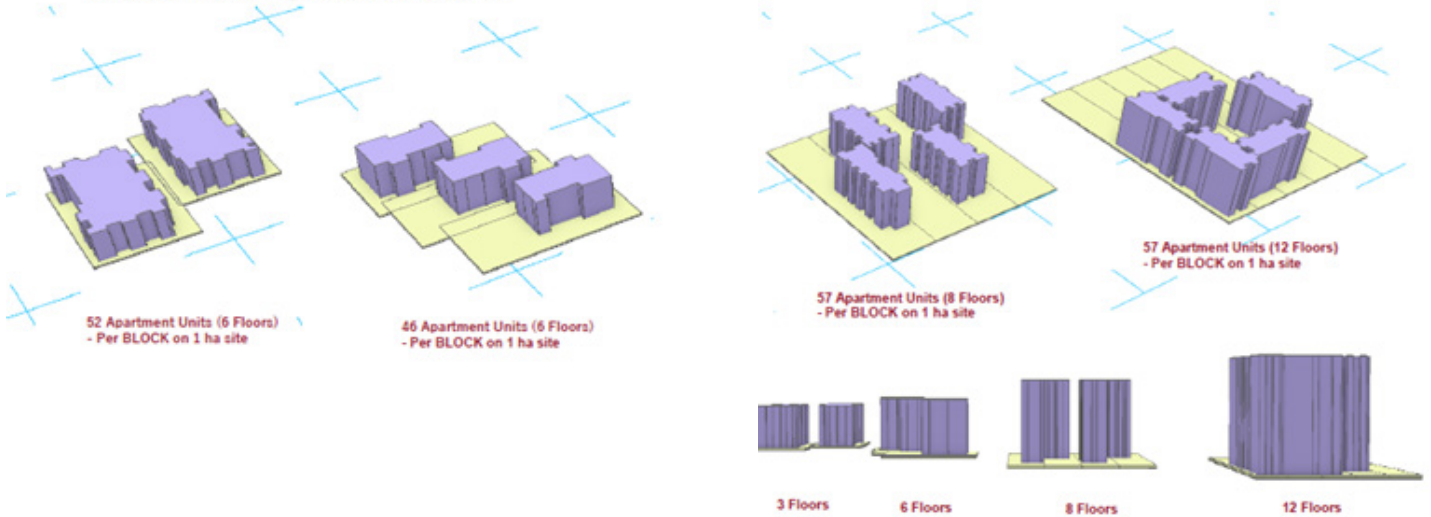 52 Apartment Units (6 Floors)
- Per BLOCK on 1 ha site
46 Apartment Units (6 Floors)
- Per BLOCK on 1 ha site
57 Apartment Units (8 Floors)
- Per BLOCK on 1 ha site
57 Apartment Units (12 Floors)
- Per BLOCK on 1 ha site
3 Floors
6 Floors
8 Floors
12 Floors